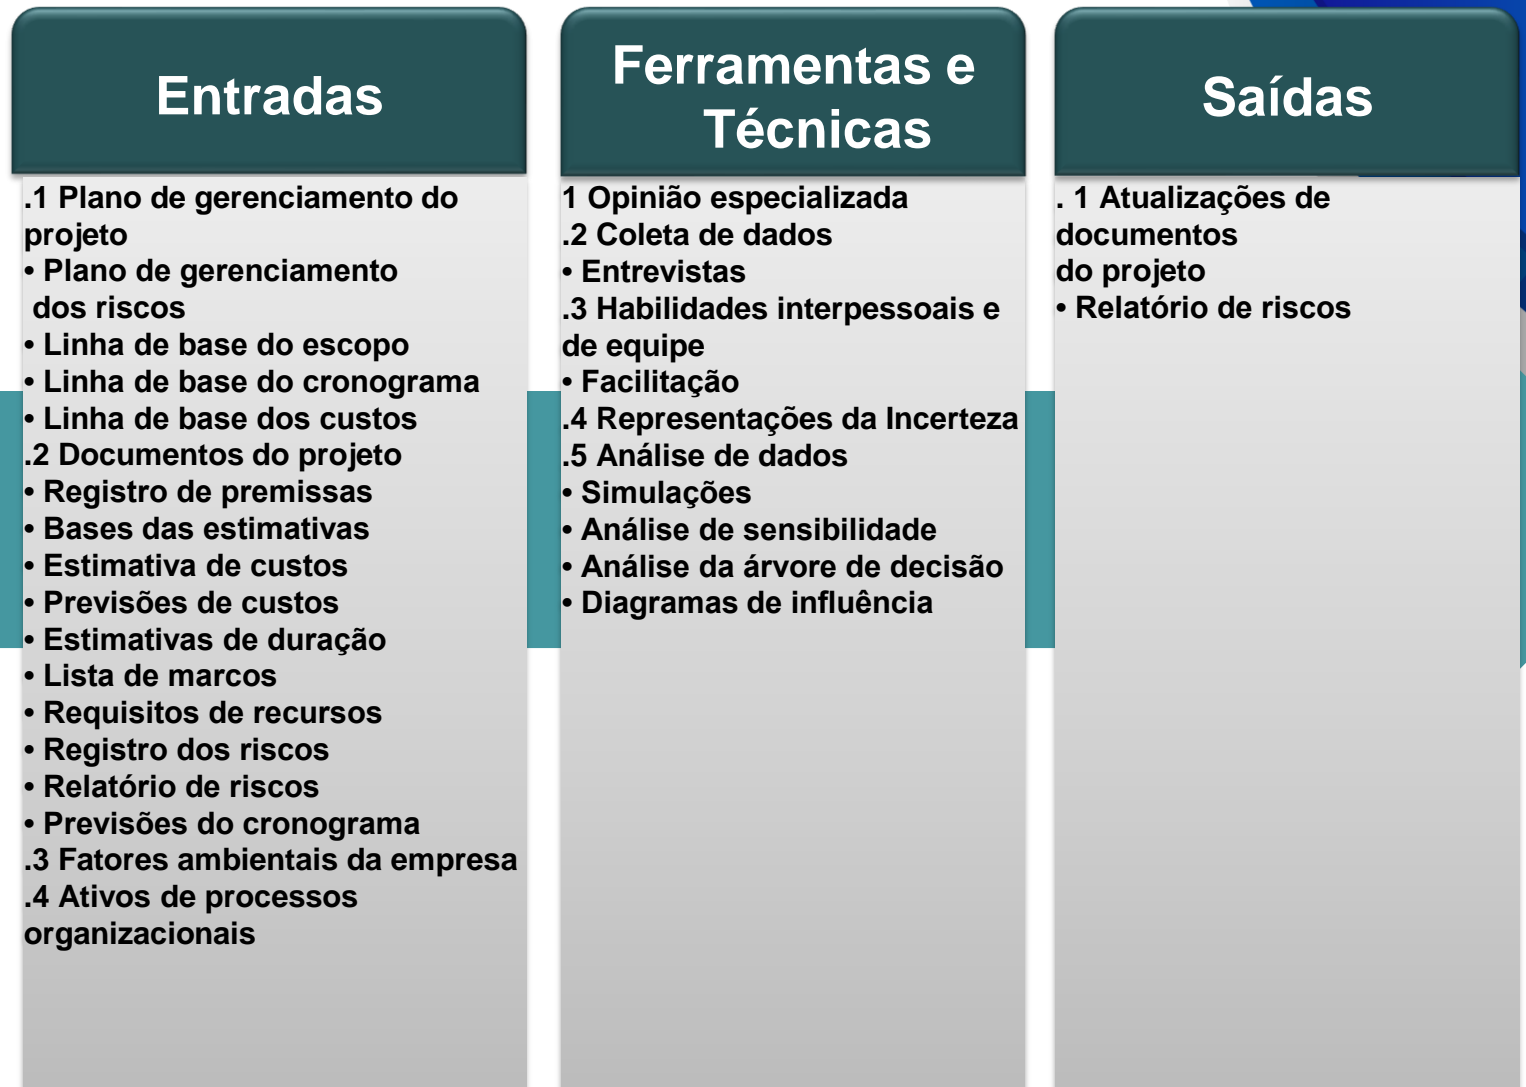 Entradas
.1 Plano de gerenciamento do
projeto
• Plano de gerenciamento
dos riscos
• Linha de base do escopo
• Linha de base do cronograma
• Linha de base dos custos
.2 Documentos do projeto
• Registro de premissas
• Bases das estimativas
• Estimativa de custos
• Previsões de custos
• Estimativas de duração
• Lista de marcos
• Requisitos de recursos
• Registro dos riscos
• Relatório de riscos
• Previsões do cronograma
.3 Fatores ambientais da empresa
.4 Ativos de processos
organizacionais
Ferramentas e
Técnicas
1 Opinião especializada
.2 Coleta de dados
• Entrevistas
.3 Habilidades interpessoais e
de equipe
• Facilitação
.4 Representações da Incerteza
.5 Análise de dados
• Simulações
• Análise de sensibilidade
• Análise da árvore de decisão
• Diagramas de influência
Saídas
. 1 Atualizações de
documentos
do projeto
• Relatório de riscos